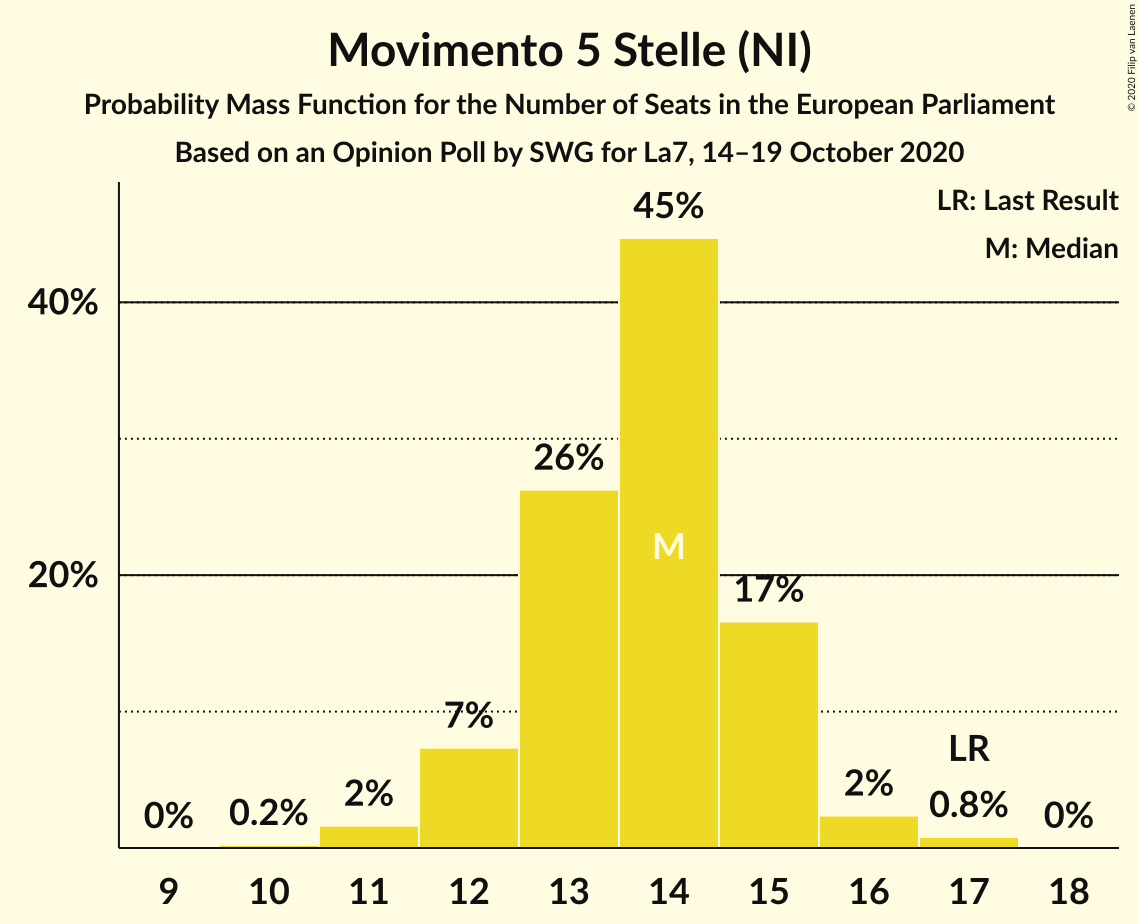 Movimento 5 Stelle (NI)
Probability Mass Function for the Number of Seats in the European Parliament
Based on an Opinion Poll by SWG for La7, 14–19 October 2020
© 2020 Filip van Laenen
LR: Last Result
M: Median
40%
20%
0%
0.2%
2%
7%
26%
45%
M
17%
2%
LR
0.8%
0%
9 10 11 12 13 14 15 16 17 18